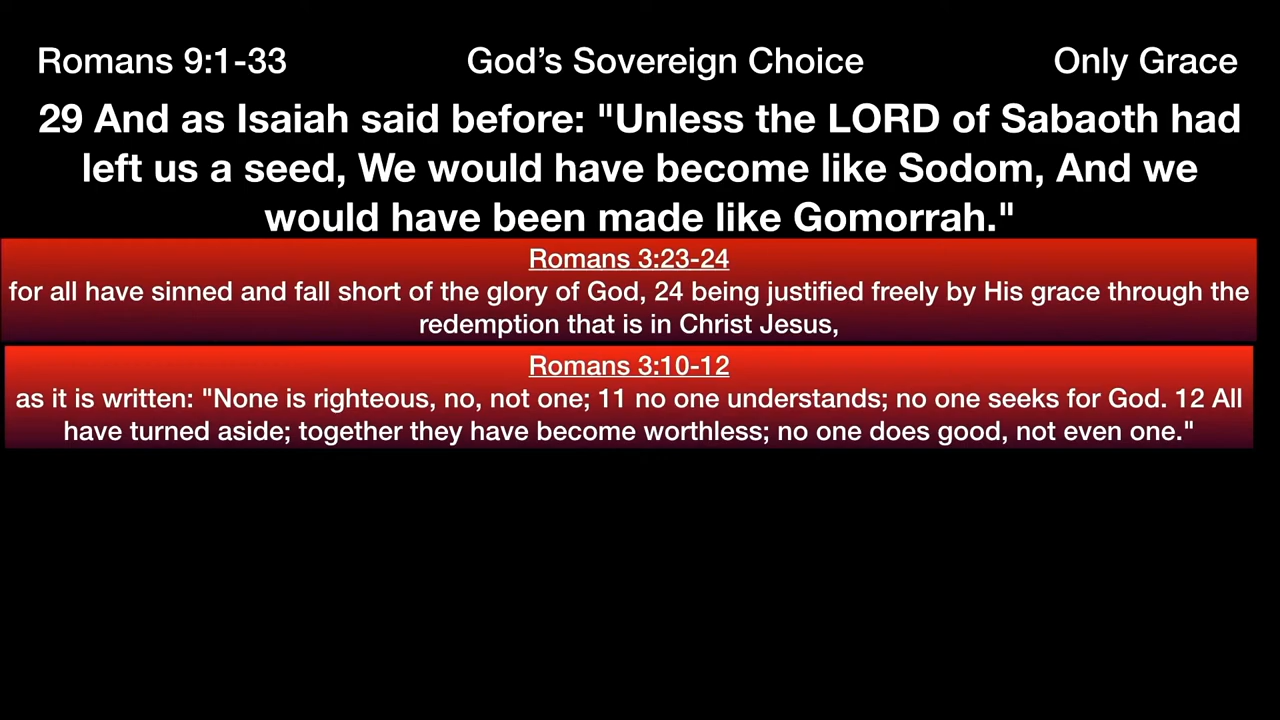 Romans 9:1-33 God’s Sovereign Choice Only Grace
29 And as Isaiah said before: "Unless the LORD of Sabaoth had
left us a seed, We would have become like Sodom, And we
would have been made like Gomorrah."
Romans 3:23-24
for all have sinned and fall short of the glory of God, 24 being justified freely by His grace through the
redemption that is in Christ Jesus,
Romans 3:10-12
as it is written: "None is righteous, no, not one; 11 no one understands; no one seeks for God. 12 All
have turned aside; together they have become worthless; no one does good, not even one."